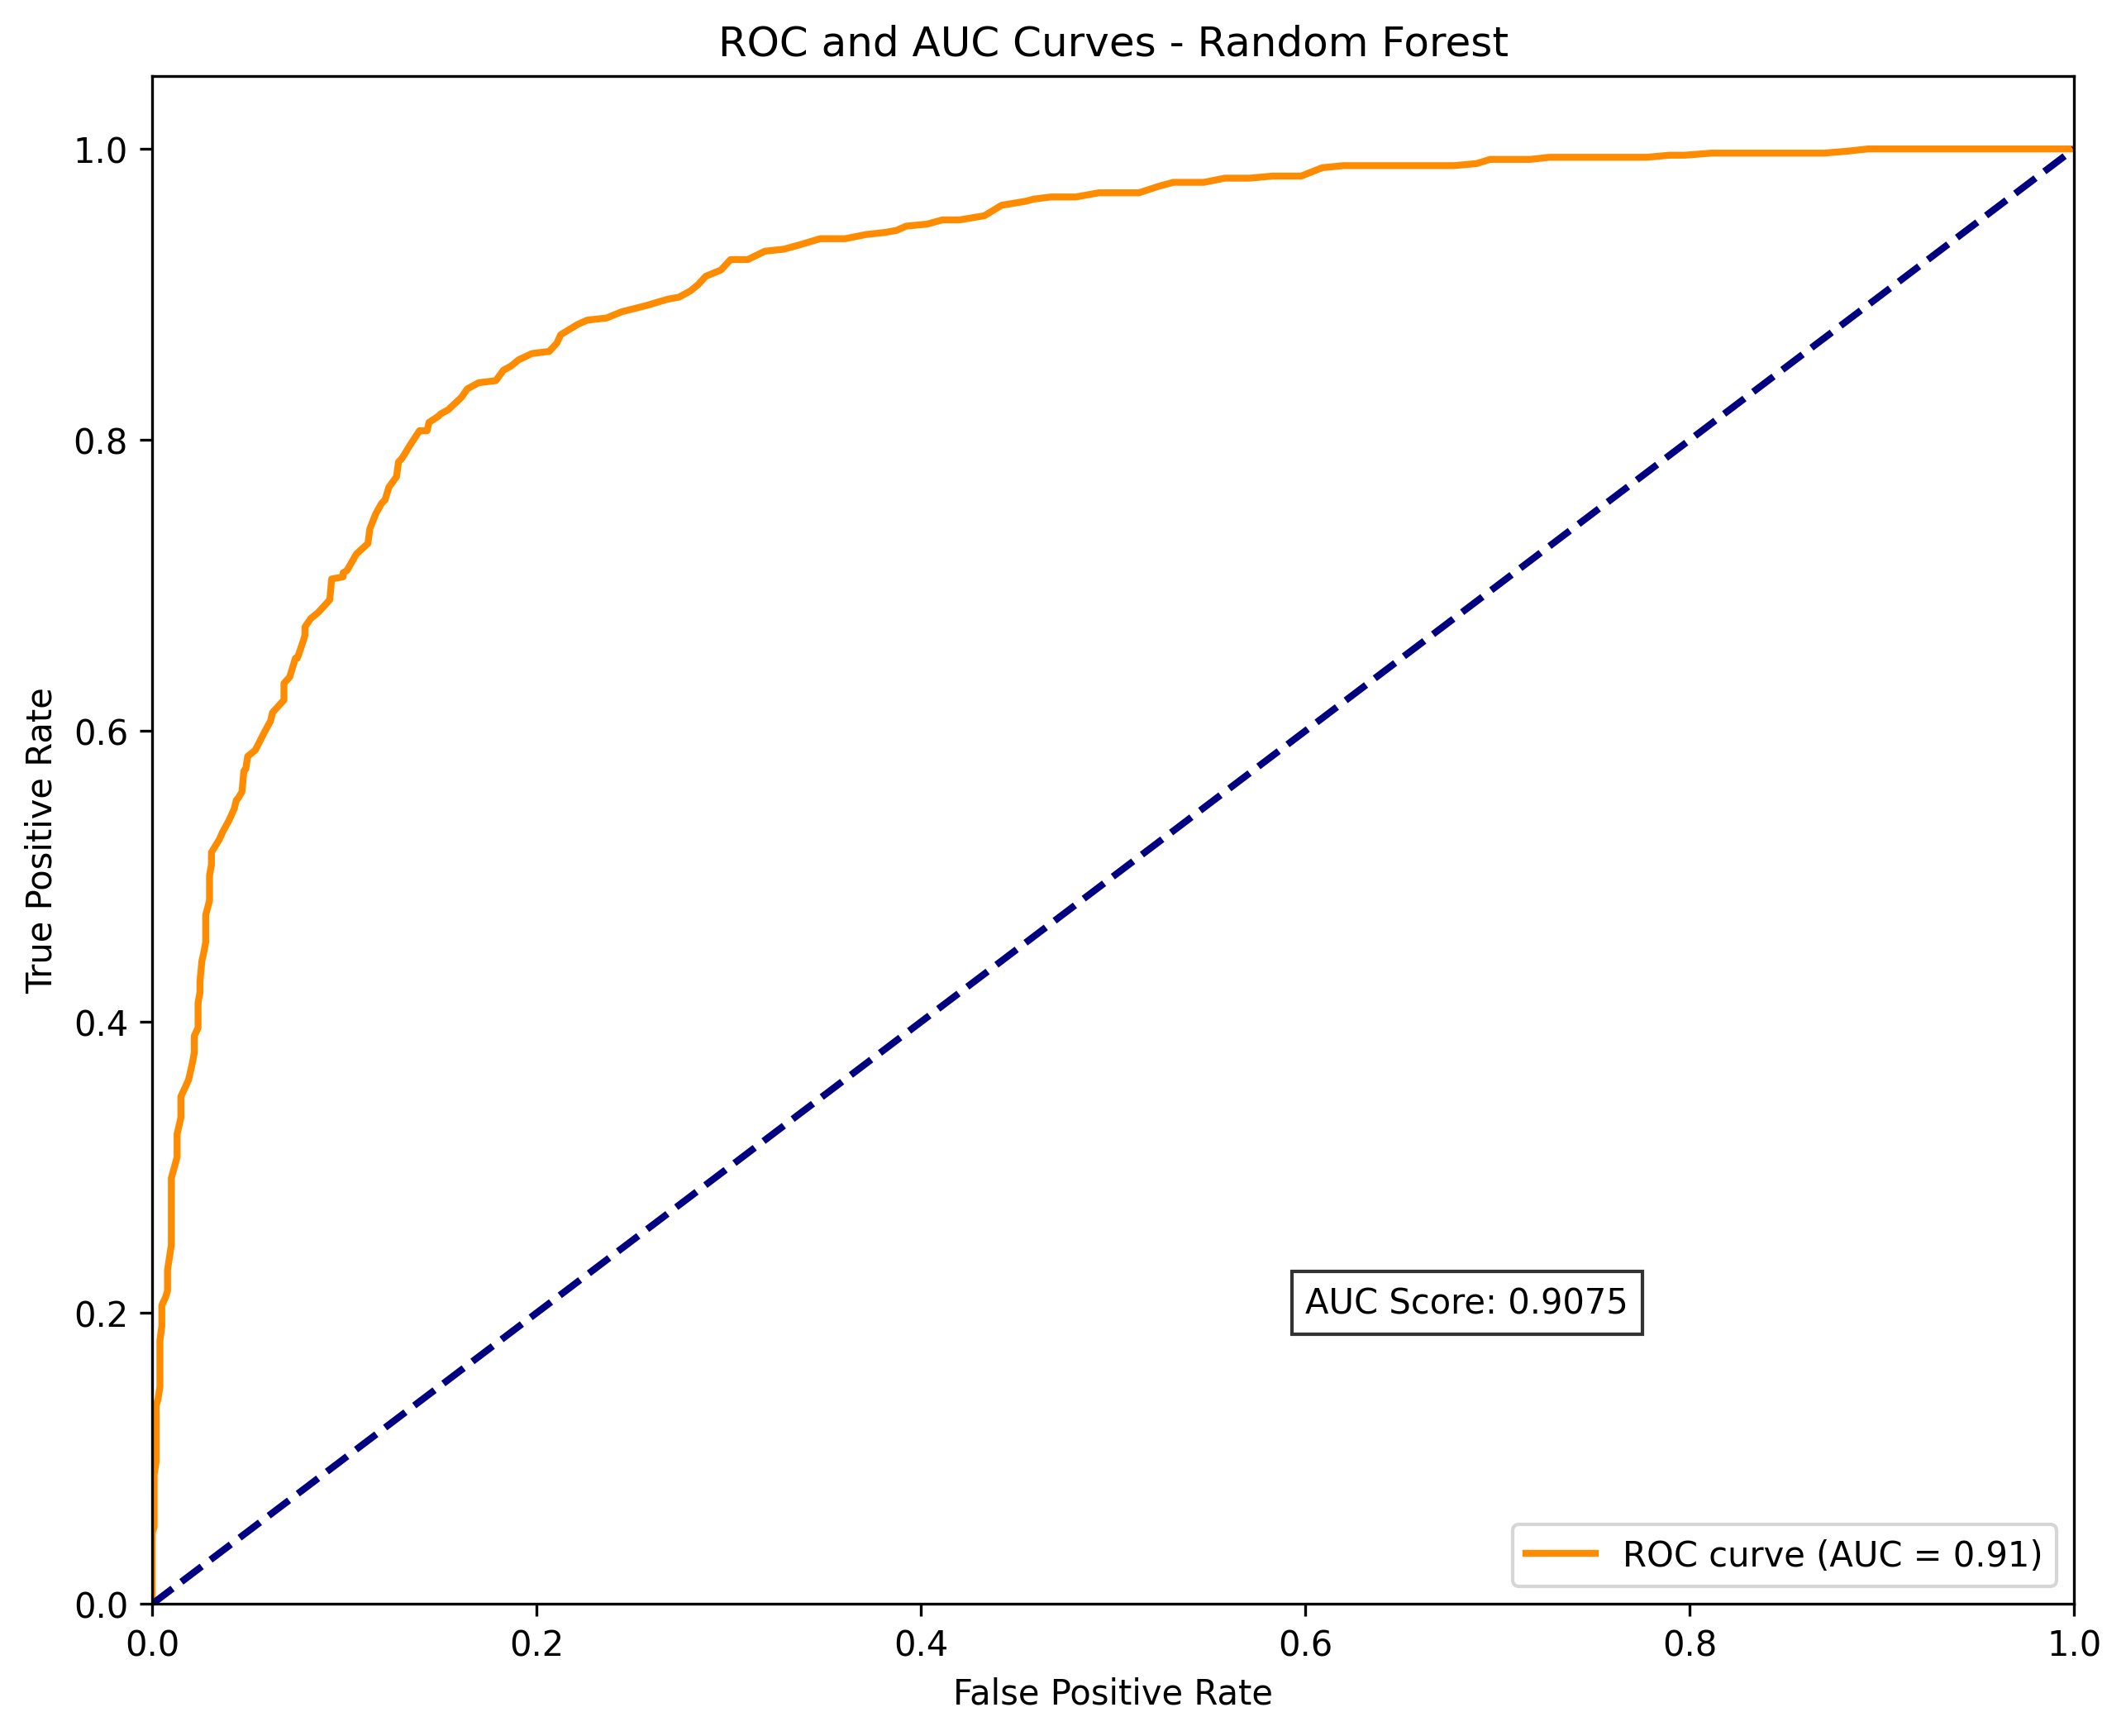 ROC and AUC Curves - Random Forest
True Positive Rate
1.0
0.8
0.6
0.4
0.2
0.0
AUC Score: 0.9075
ROC curve (AUC = 0.91)
0.0 0.2 0.4 0.6 0.8 1.0
False Positive Rate